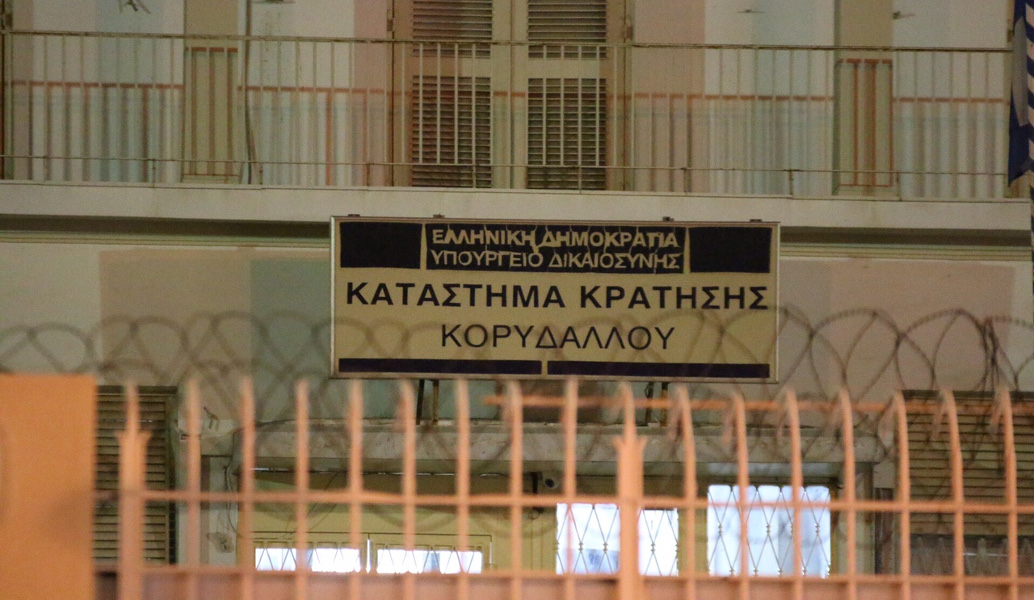 ΕΛΛΗΝΙΚΗ ΔΗΜΟΚΡΑΤΙΑ
ΥΠΟΥΡΓΕΙΟ ΔΙΚΑΙΟΣΥΝΗΣ
ΚΑΤΑΣΤΗΜΑ ΚΡΑΤΗΣΗΣ
ΚΟΡΥΔΑΛΛΟΥ